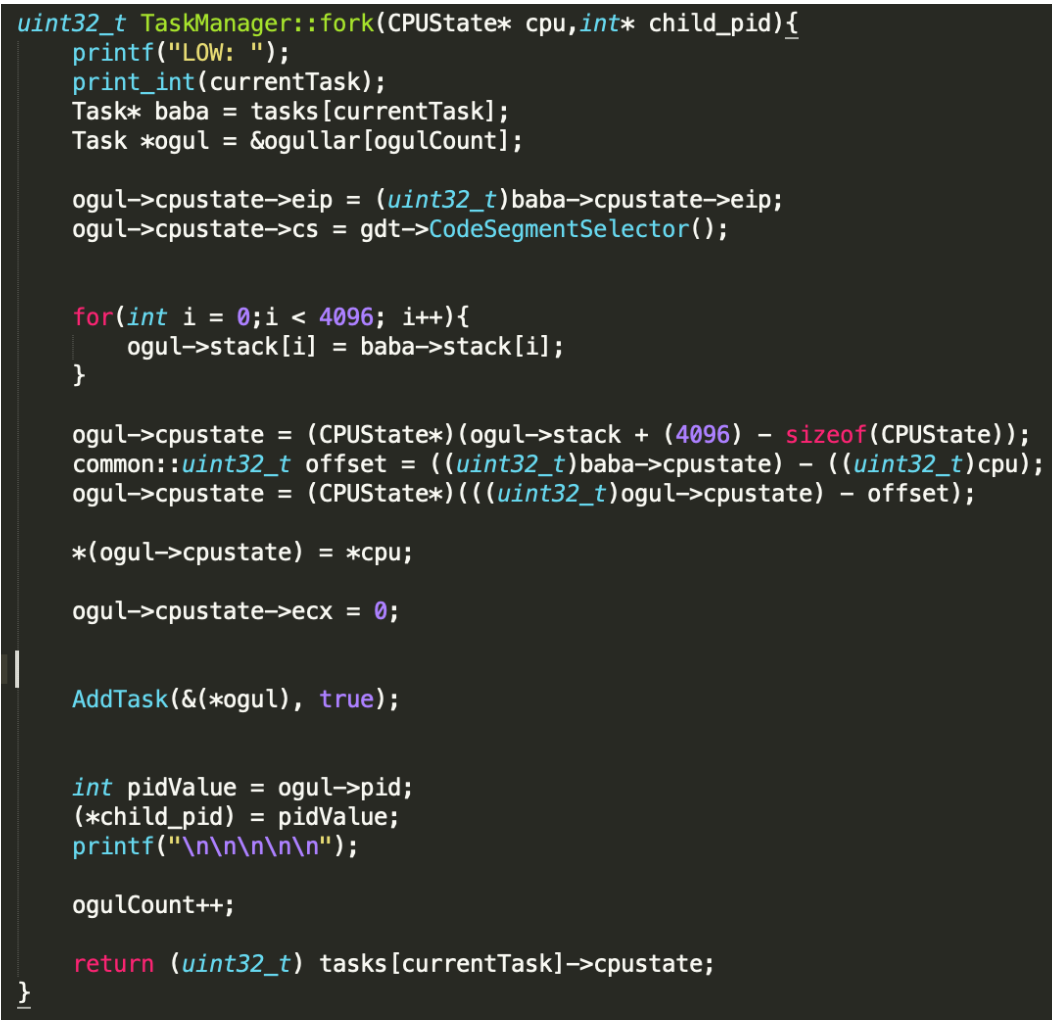 uint32_t TaskManager::fork(CPUState* cpu,int* child_pid){
    printf("LOW: ");
    print_int(currentTask);
    Task* baba = tasks[currentTask];
    Task *ogul = &ogullar[ogulCount];

    ogul->cpustate->eip = (uint32_t)baba->cpustate->eip;
    ogul->cpustate->cs = gdt->CodeSegmentSelector();


    for(int i = 0;i < 4096; i++){
        ogul->stack[i] = baba->stack[i];
    }

    ogul->cpustate = (CPUState*)(ogul->stack + (4096) - sizeof(CPUState));
    common::uint32_t offset = ((uint32_t)baba->cpustate) - ((uint32_t)cpu);
    ogul->cpustate = (CPUState*)(((uint32_t)ogul->cpustate) - offset);

    *(ogul->cpustate) = *cpu;

    ogul->cpustate->ecx = 0;


    AddTask(&(*ogul), true);


    int pidValue = ogul->pid;
    (*child_pid) = pidValue;
    printf("\n\n\n\n\n");

    ogulCount++;

    return (uint32_t) tasks[currentTask]->cpustate;
}